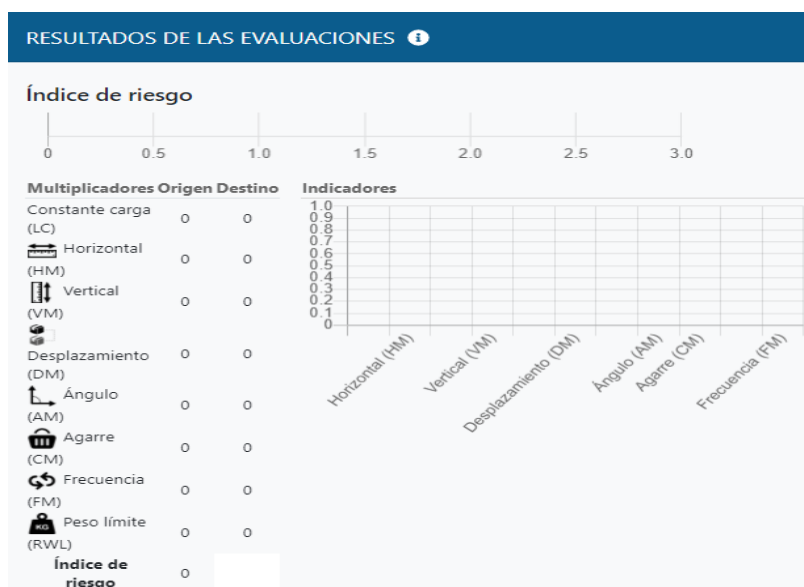 RESULTADOS DE LAS EVALUACIONES
Índice de riesgo
0 0.5 1.0 1.5 2.0 2.5 3.0
Multiplicadores Origen Destino
Constante carga
(LC)
0 0
Horizontal
(HM)
0 0
Vertical
(VM)
0 0
Desplazamiento
(DM)
0 0
Ángulo
(AM)
0 0
Agarre
(CM)
0 0
Frecuencia
(FM)
0 0
KG
Peso límite
(RWL)
0 0
Índice de
riesgo
0
Indicadores
1.0
0.9
0.8
0.7
0.6
0.5
0.4
0.3
0.2
0.1
0
Horizontal (HM)
Vertical (VM)
Desplazamiento (DM)
Ángulo (AM)
Agarre (CM)
Frecuencia (FM)